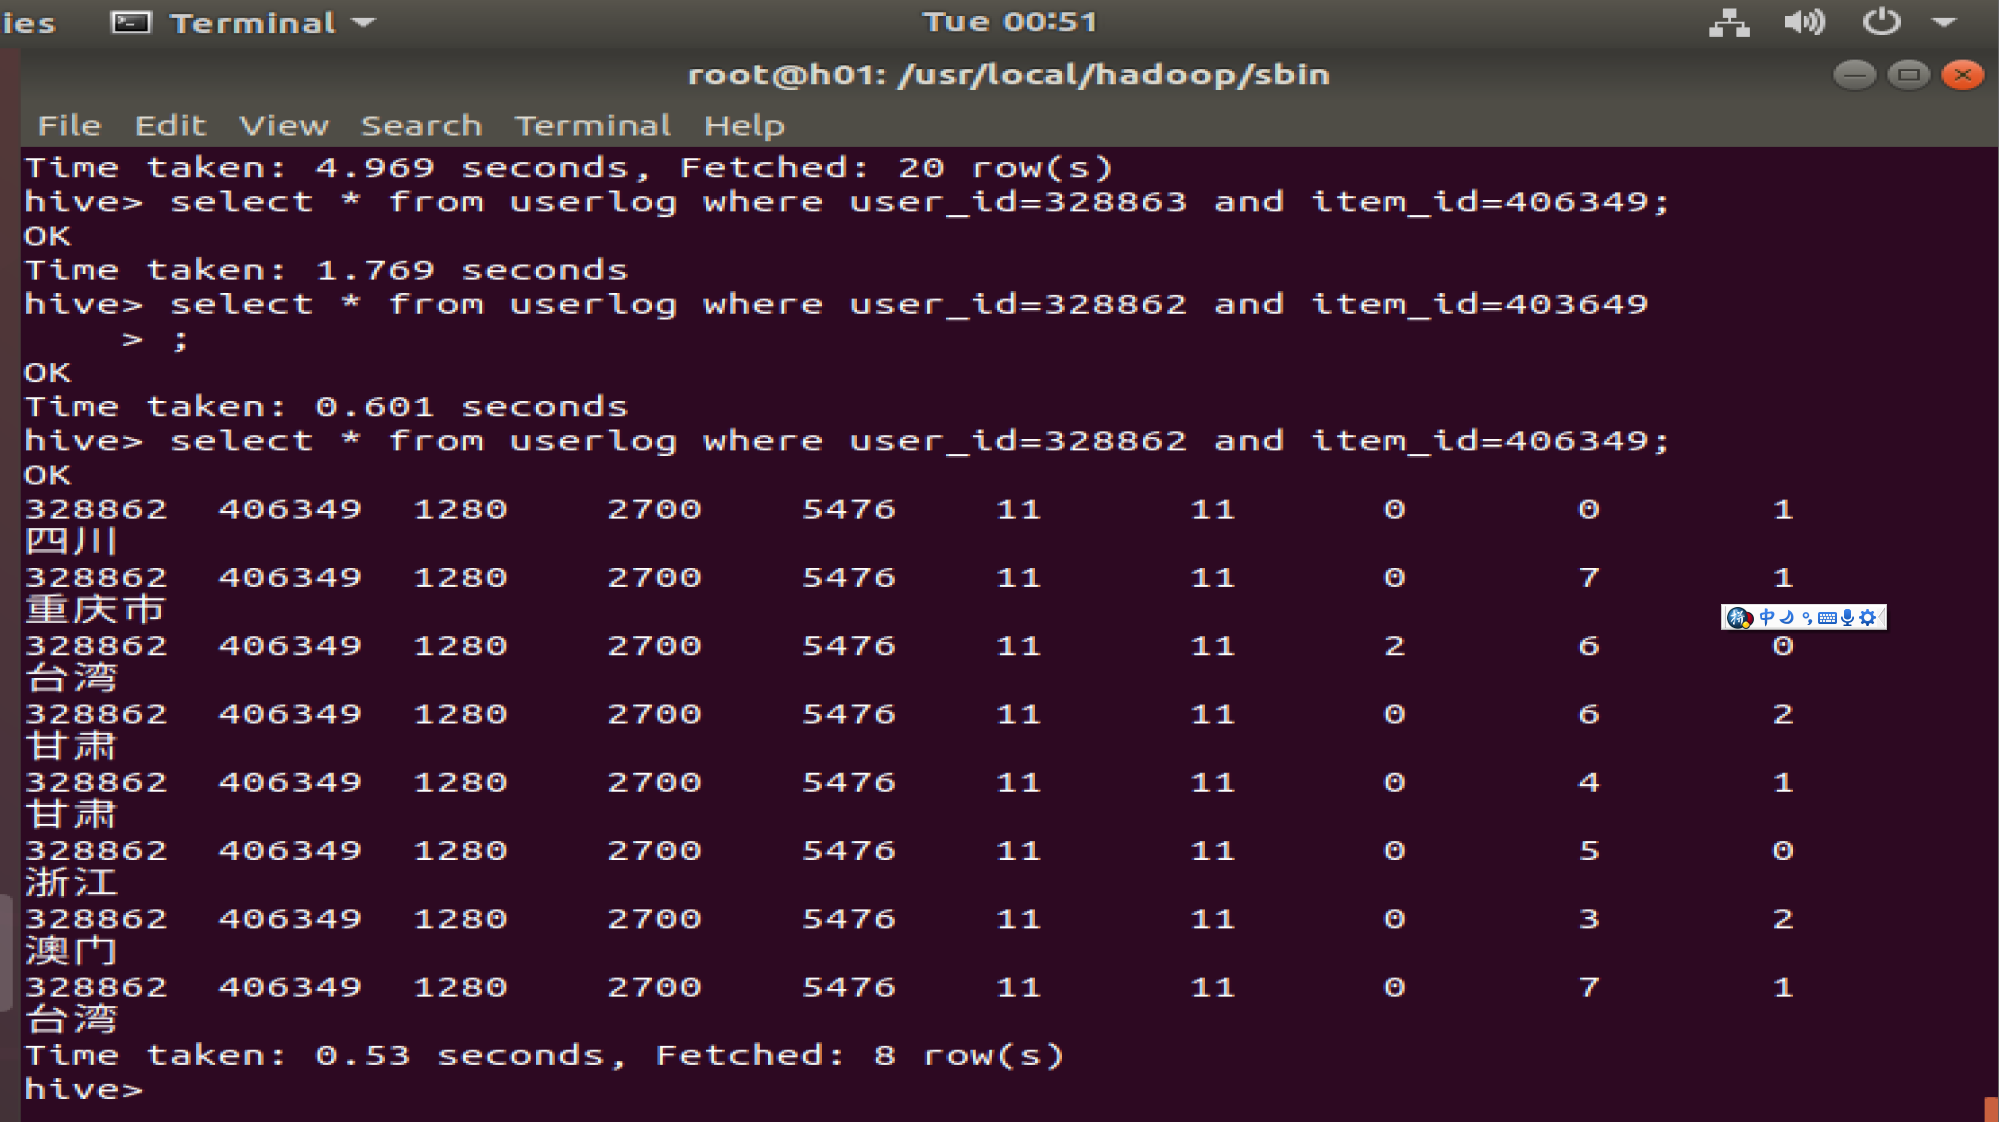 ies Terminal Tue 00:51
root@h01: /usr/local/hadoop/sbin
File Edit View Search Terminal Help
Time taken: 4.969 seconds, Fetched: 20 row(s)
hive> select * from userlog where user_id=328863 and item_id=406349;
OK
Time taken: 1.769 seconds
hive> select * from userlog where user_id=328862 and item_id=403649
> ;
OK
Time taken: 0.601 seconds
hive> select * from userlog where user_id=328862 and item_id=406349;
OK
328862 406349 1280 2700 5476 11 11 0 0 1
四川
328862 406349 1280 2700 5476 11 11 0 7 1
重庆市
拼 中
328862 406349 1280 2700 5476 11 11 2 6 0
台湾
328862 406349 1280 2700 5476 11 11 0 6 2
甘肃
328862 406349 1280 2700 5476 11 11 0 4 1
甘肃
328862 406349 1280 2700 5476 11 11 0 5 0
浙江
328862 406349 1280 2700 5476 11 11 0 3 2
澳门
328862 406349 1280 2700 5476 11 11 0 7 1
台湾
Time taken: 0.53 seconds, Fetched: 8 row(s)
hive>